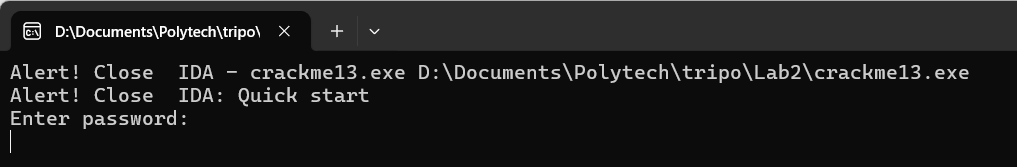 D:\Documents\Polytech\tripo\
Alert! Close  IDA - crackme13.exe D:\Documents\Polytech\tripo\Lab2\crackme13.exe
Alert! Close  IDA: Quick start
Enter password: